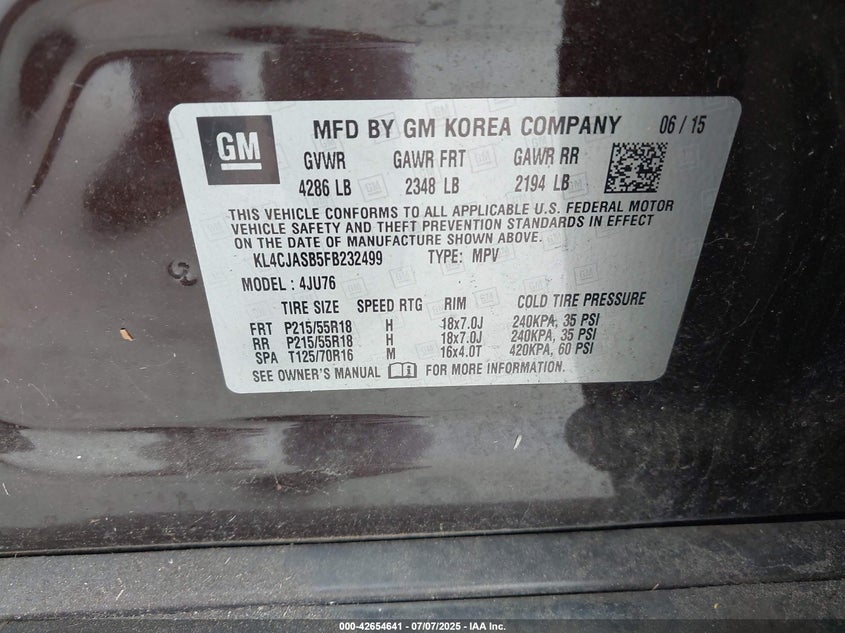 GM MFD BY GM KOREA COMPANY 06 / 15
GVWR GAWR FRT GAWR RR
4286 LB 2348 LB 2194 LB
THIS VEHICLE CONFORMS TO ALL APPLICABLE U.S. FEDERAL MOTOR
VEHICLE SAFETY AND THEFT PREVENTION STANDARDS IN EFFECT
ON THE DATE OF MANUFACTURE SHOWN ABOVE.
KL4CJASB5FB232499 TYPE: MPV
MODEL : 4JU76
TIRE SIZE SPEED RTG RIM COLD TIRE PRESSURE
FRT P215/55R18 H 18x7.0J 240KPA, 35 PSI
RR P215/55R18 H 18x7.0J 240KPA, 35 PSI
SPA T125/70R16 M 16x4.0T 420KPA, 60 PSI
SEE OWNER'S MANUAL FOR MORE INFORMATION.
000-42654641 / 07/07/2025 - IAA Inc.